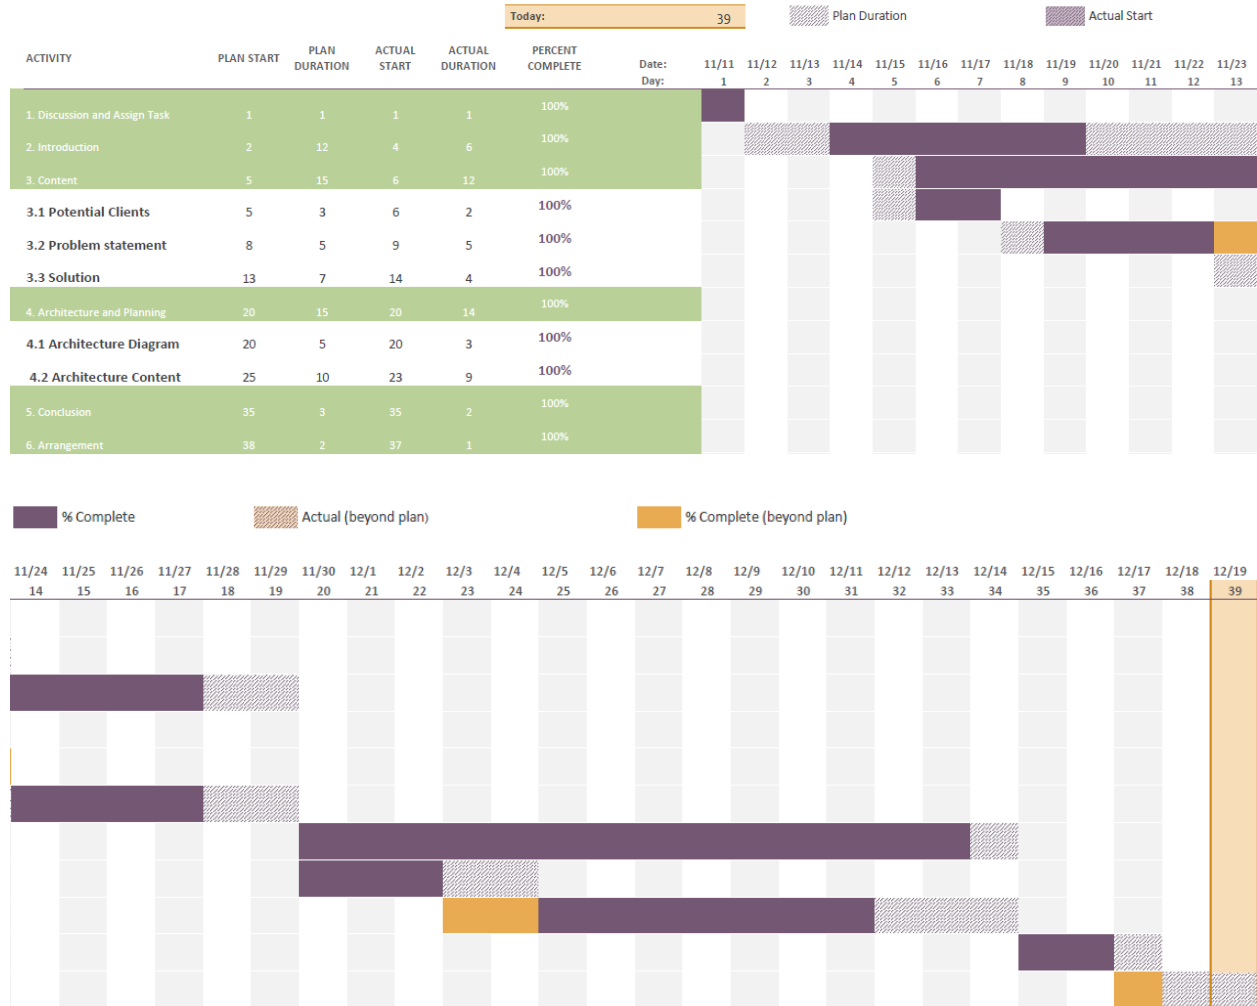 Today: 39 Plan Duration Actual Start
ACTIVITY PLAN START PLAN DURATION ACTUAL START ACTUAL DURATION PERCENT COMPLETE Date: 11/11 11/12 11/13 11/14 11/15 11/16 11/17 11/18 11/19 11/20 11/21 11/22 11/23
Day: 1 2 3 4 5 6 7 8 9 10 11 12 13
1. Discussion and Assign Task 1 1 1 1 100%
2. Introduction 2 12 4 6 100%
3. Content 5 15 6 12 100%
3.1 Potential Clients 5 3 6 2 100%
3.2 Problem statement 8 5 9 5 100%
3.3 Solution 13 7 14 4 100%
4. Architecture and Planning 20 15 20 14 100%
4.1 Architecture Diagram 20 5 20 3 100%
4.2 Architecture Content 25 10 23 9 100%
5. Conclusion 35 3 35 2 100%
6. Arrangement 38 2 37 1 100%
% Complete Actual (beyond plan) % Complete (beyond plan)
11/24 11/25 11/26 11/27 11/28 11/29 11/30 12/1 12/2 12/3 12/4 12/5 12/6 12/7 12/8 12/9 12/10 12/11 12/12 12/13 12/14 12/15 12/16 12/17 12/18 12/19
14 15 16 17 18 19 20 21 22 23 24 25 26 27 28 29 30 31 32 33 34 35 36 37 38 39